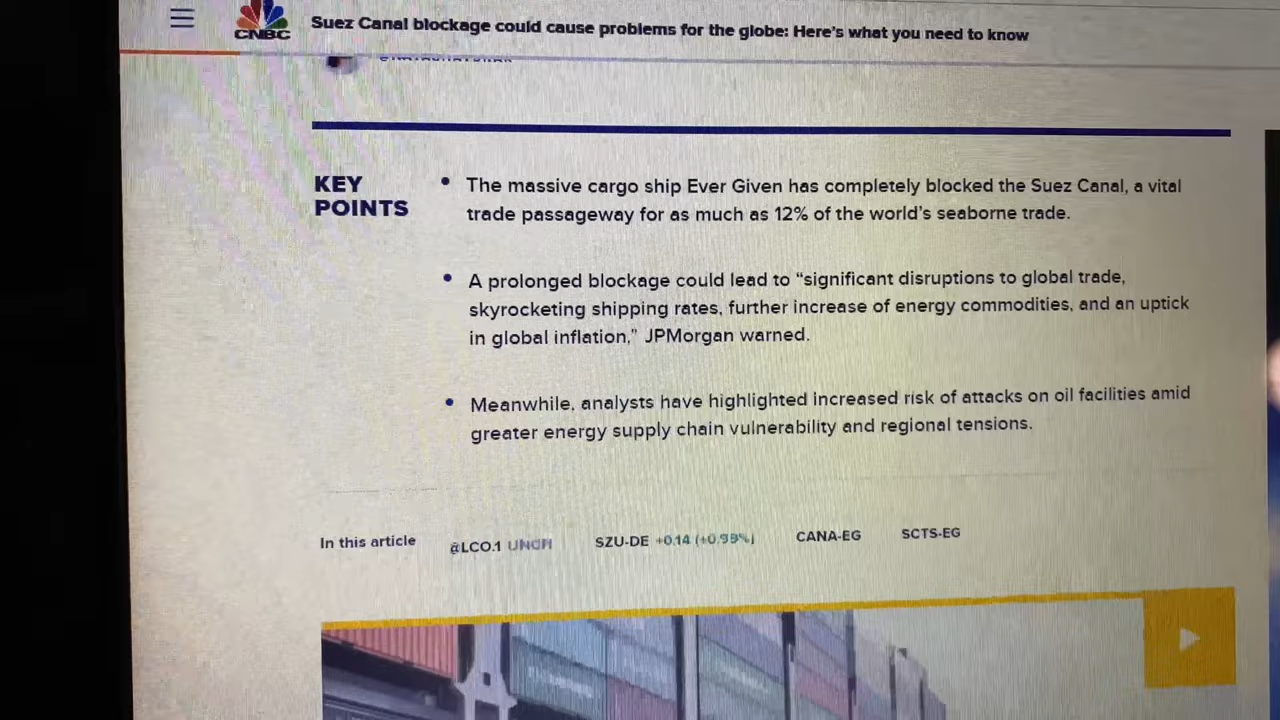 CNBC
Suez Canal blockage could cause problems for the globe: Here's what you need to know
KEY
POINTS
The massive cargo ship Ever Given has completely blocked the Suez Canal, a vital
trade passageway for as much as 12% of the world's seaborne trade.
A prolonged blockage could lead to “significant disruptions to global trade,
skyrocketing shipping rates, further increase of energy commodities, and an uptick
in global inflation,” JPMorgan warned.
Meanwhile, analysts have highlighted increased risk of attacks on oil facilities amid
greater energy supply chain vulnerability and regional tensions.
In this article
@LCO.1 UNCH
SZU-DE +0.14 (+0.99%)
CANA-EG
SCTS-EG